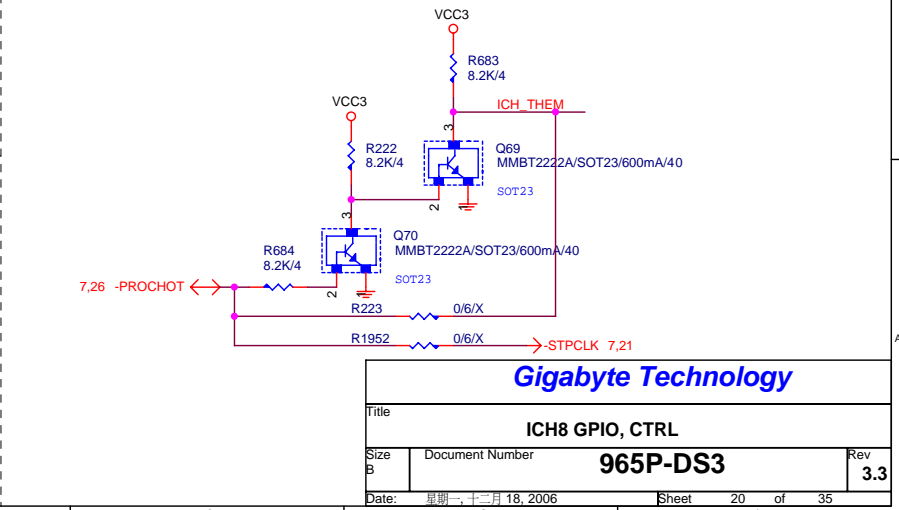 VCC3
R683
8.2K/4
ICH_THEM
VCC3
R222
8.2K/4
3
Q69
MMBT2222A/SOT23/600mA/40
SOT23
2
1
3
Q70
MMBT2222A/SOT23/600mA/40
SOT23
R684
8.2K/4
7,26 -PROCHOT
2
1
R223 0/6/X
R1952 0/6/X
-STPCLK 7,21
A
Gigabyte Technology
Title
ICH8 GPIO, CTRL
Size Document Number Rev
B 965P-DS3 3.3
Date: 星期一, 十二月 18, 2006 Sheet 20 of 35